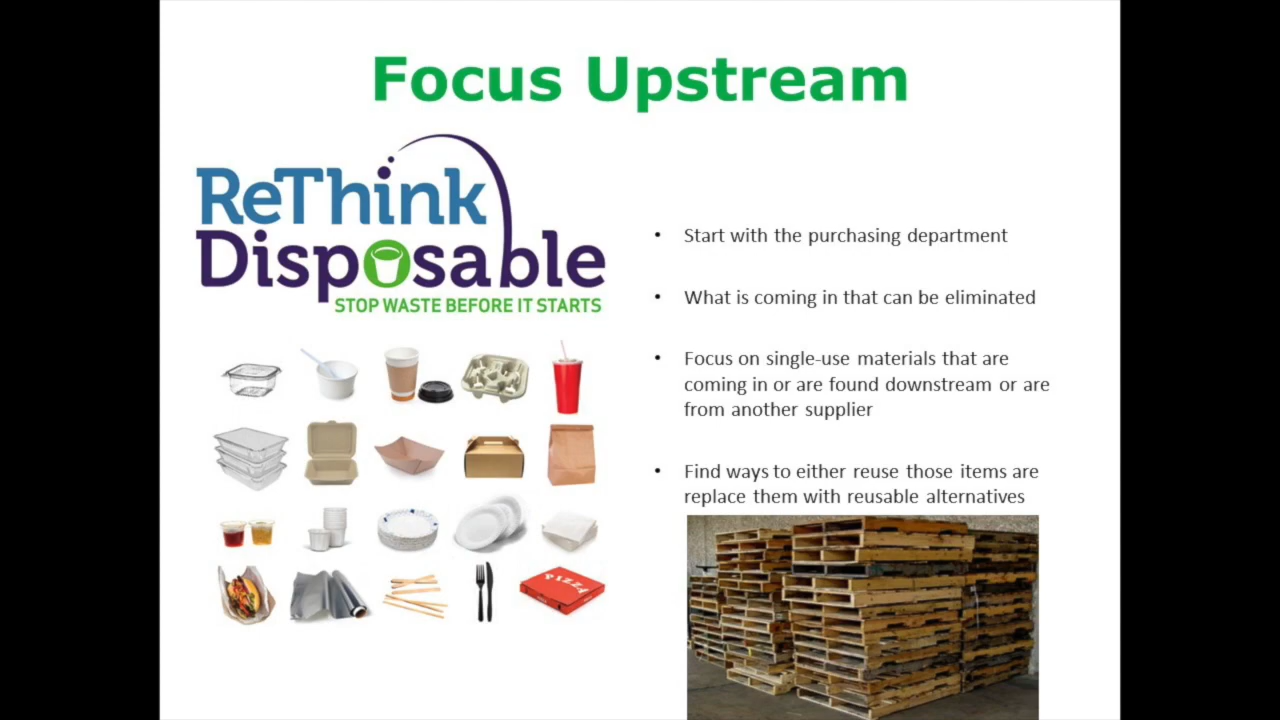 Focus Upstream
ReThink
Disposable
STOP WASTE BEFORE IT STARTS
• Start with the purchasing department
• What is coming in that can be eliminated
• Focus on single-use materials that are
coming in or are found downstream or are
from another supplier
• Find ways to either reuse those items are
replace them with reusable alternatives
PIZZA